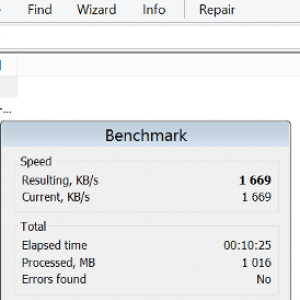 Find Wizard Info Repair
Benchmark
Speed
Resulting, KB/s 1 669
Current, KB/s 1 669
Total
Elapsed time 00:10:25
Processed, MB 1 016
Errors found No